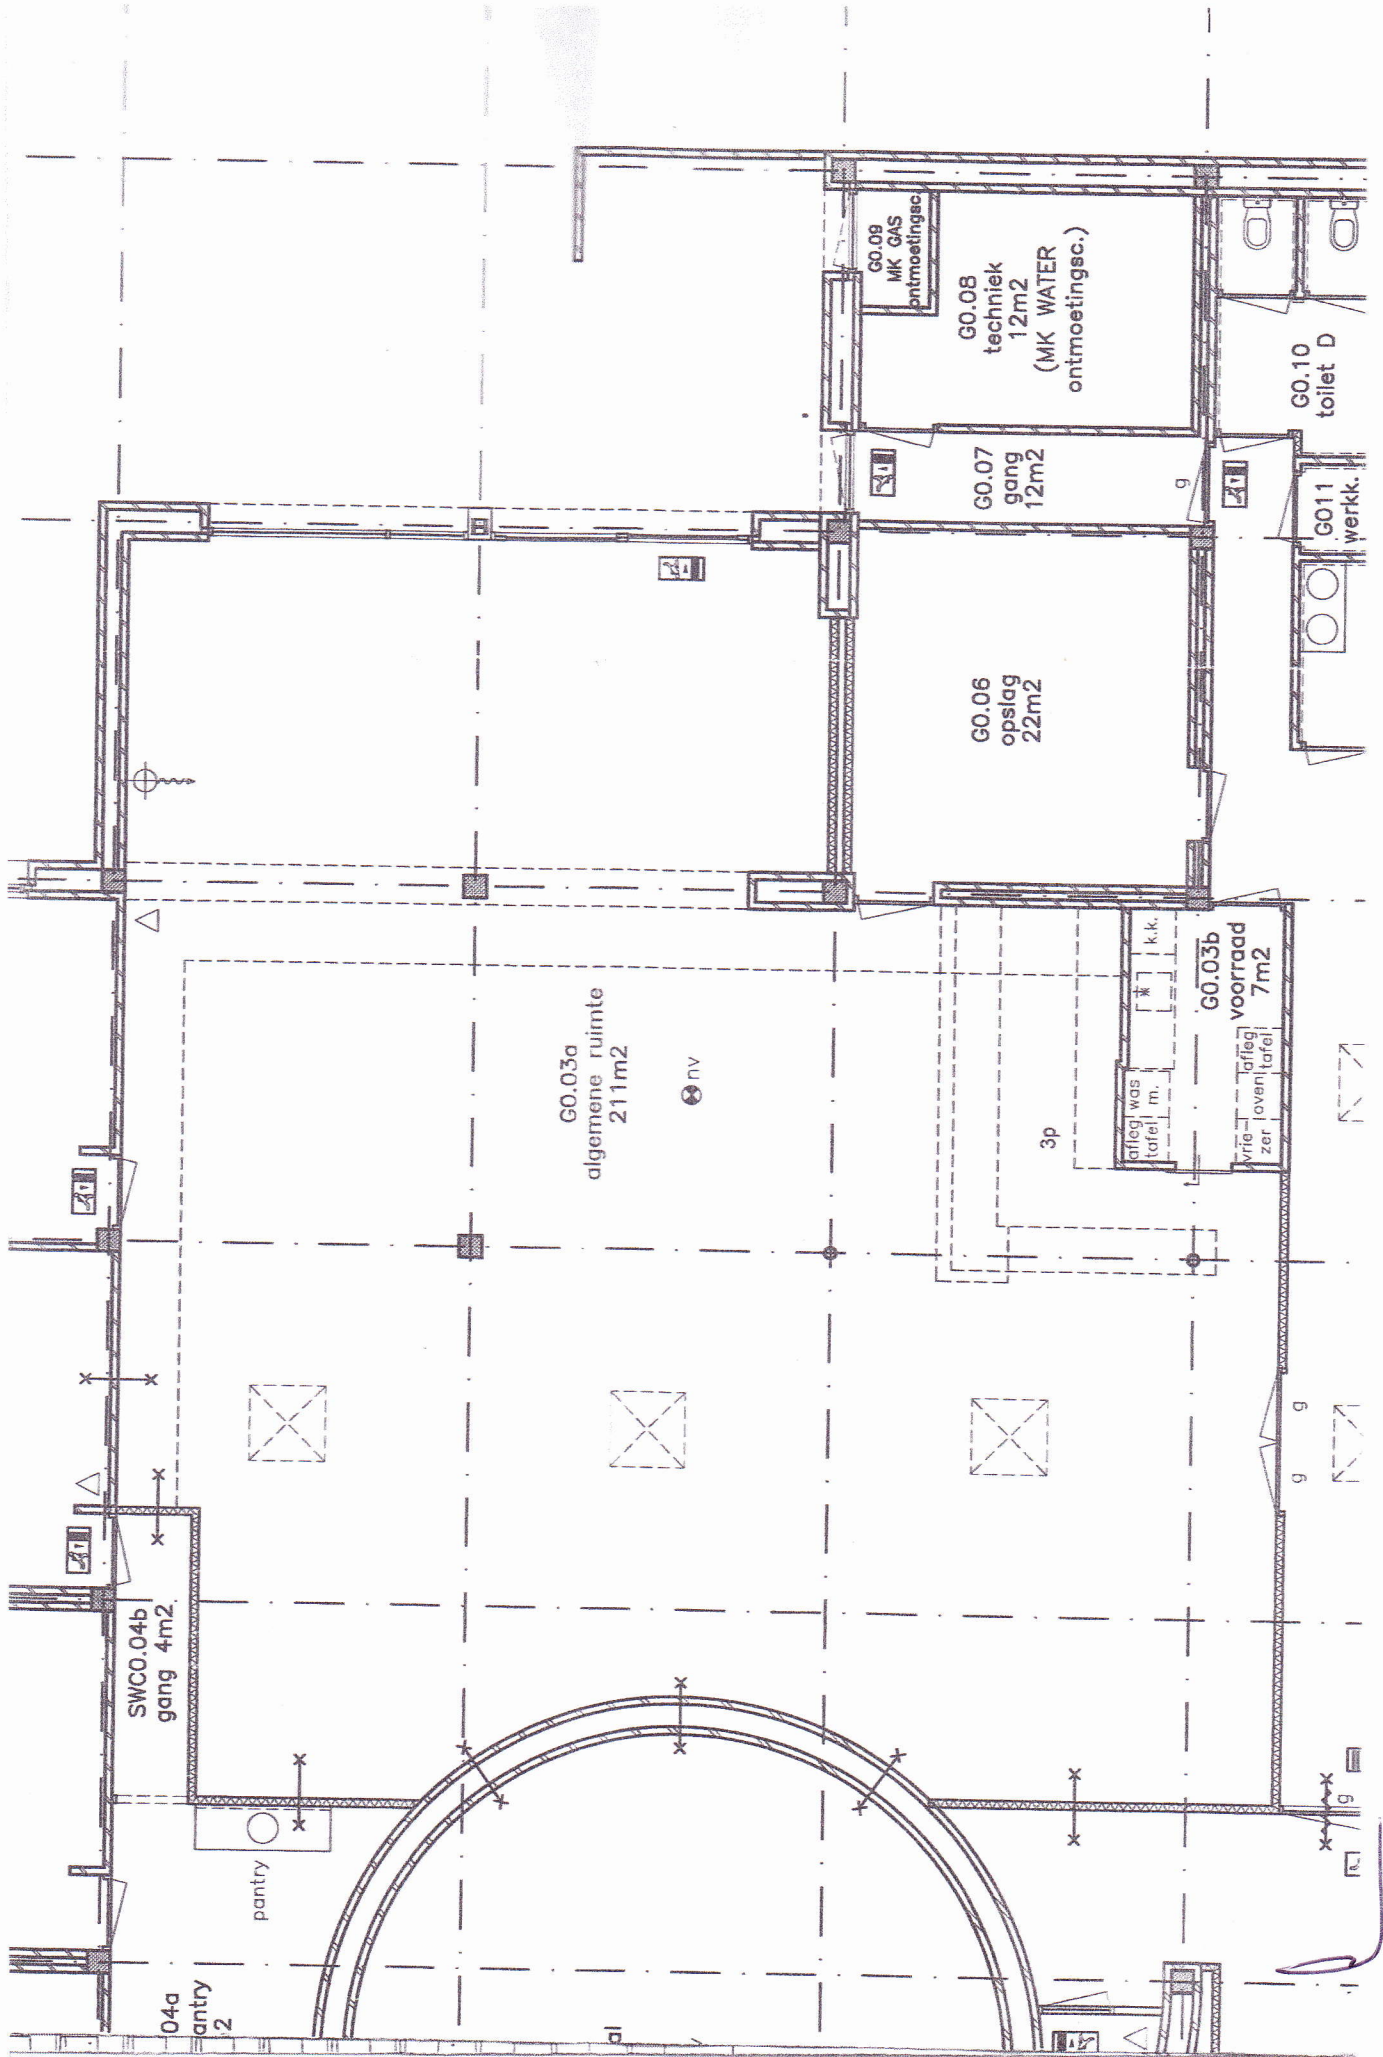 SWC0.04b
gang 4m2
04a
antry
2
pantry
G0.03a
algemene ruimte
211m2
nv
3p
afleg
tafel
was
m.
k.k.
G0.03b
voorraad
7m2
vrie
zer
oven
afleg
tafel
G0.06
opslag
22m2
G0.07
gang
12m2
g
G0.08
techniek
12m2
(MK WATER
ontmoetingsc.)
G0.09
MK GAS
ontmoetingsc.
G0.10
toilet D
G011
werkk.
g
g
g
al